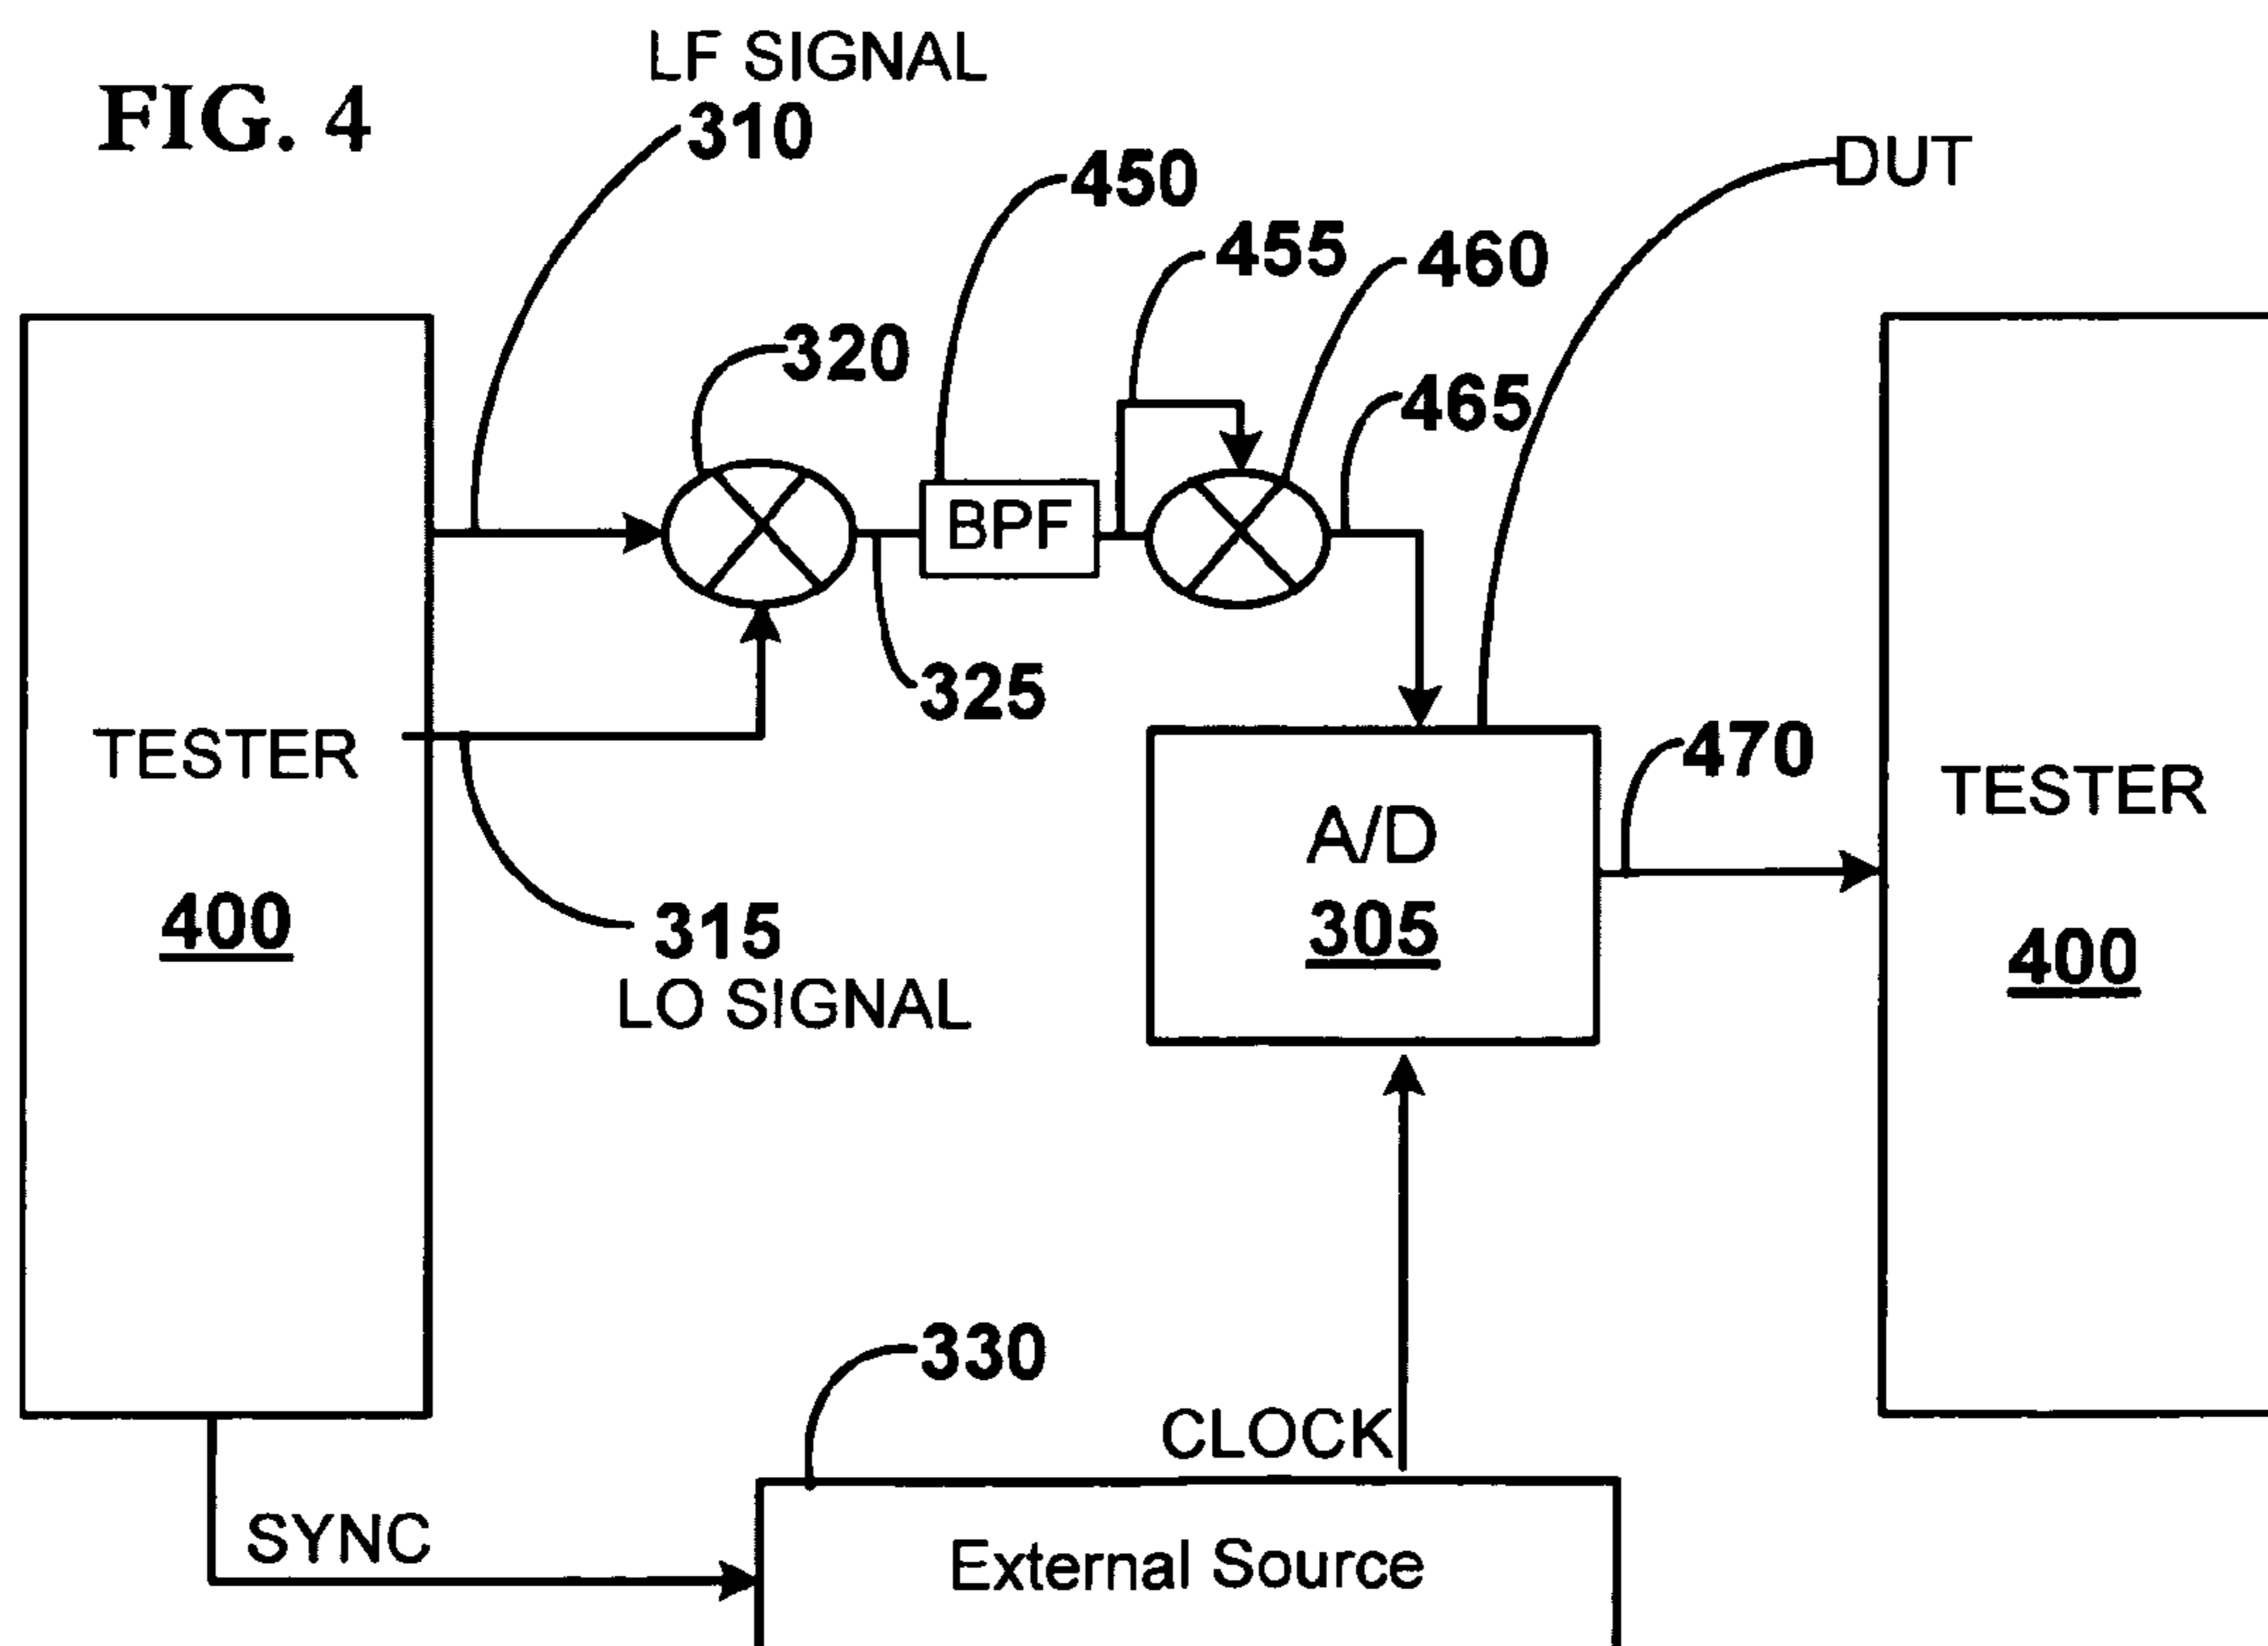 FIG. 4
LF SIGNAL
310
450
DUT
455
460
320
465
BPF
325
TESTER
400
315
LO SIGNAL
A/D
305
470
TESTER
400
330
CLOCK
SYNC
External Source